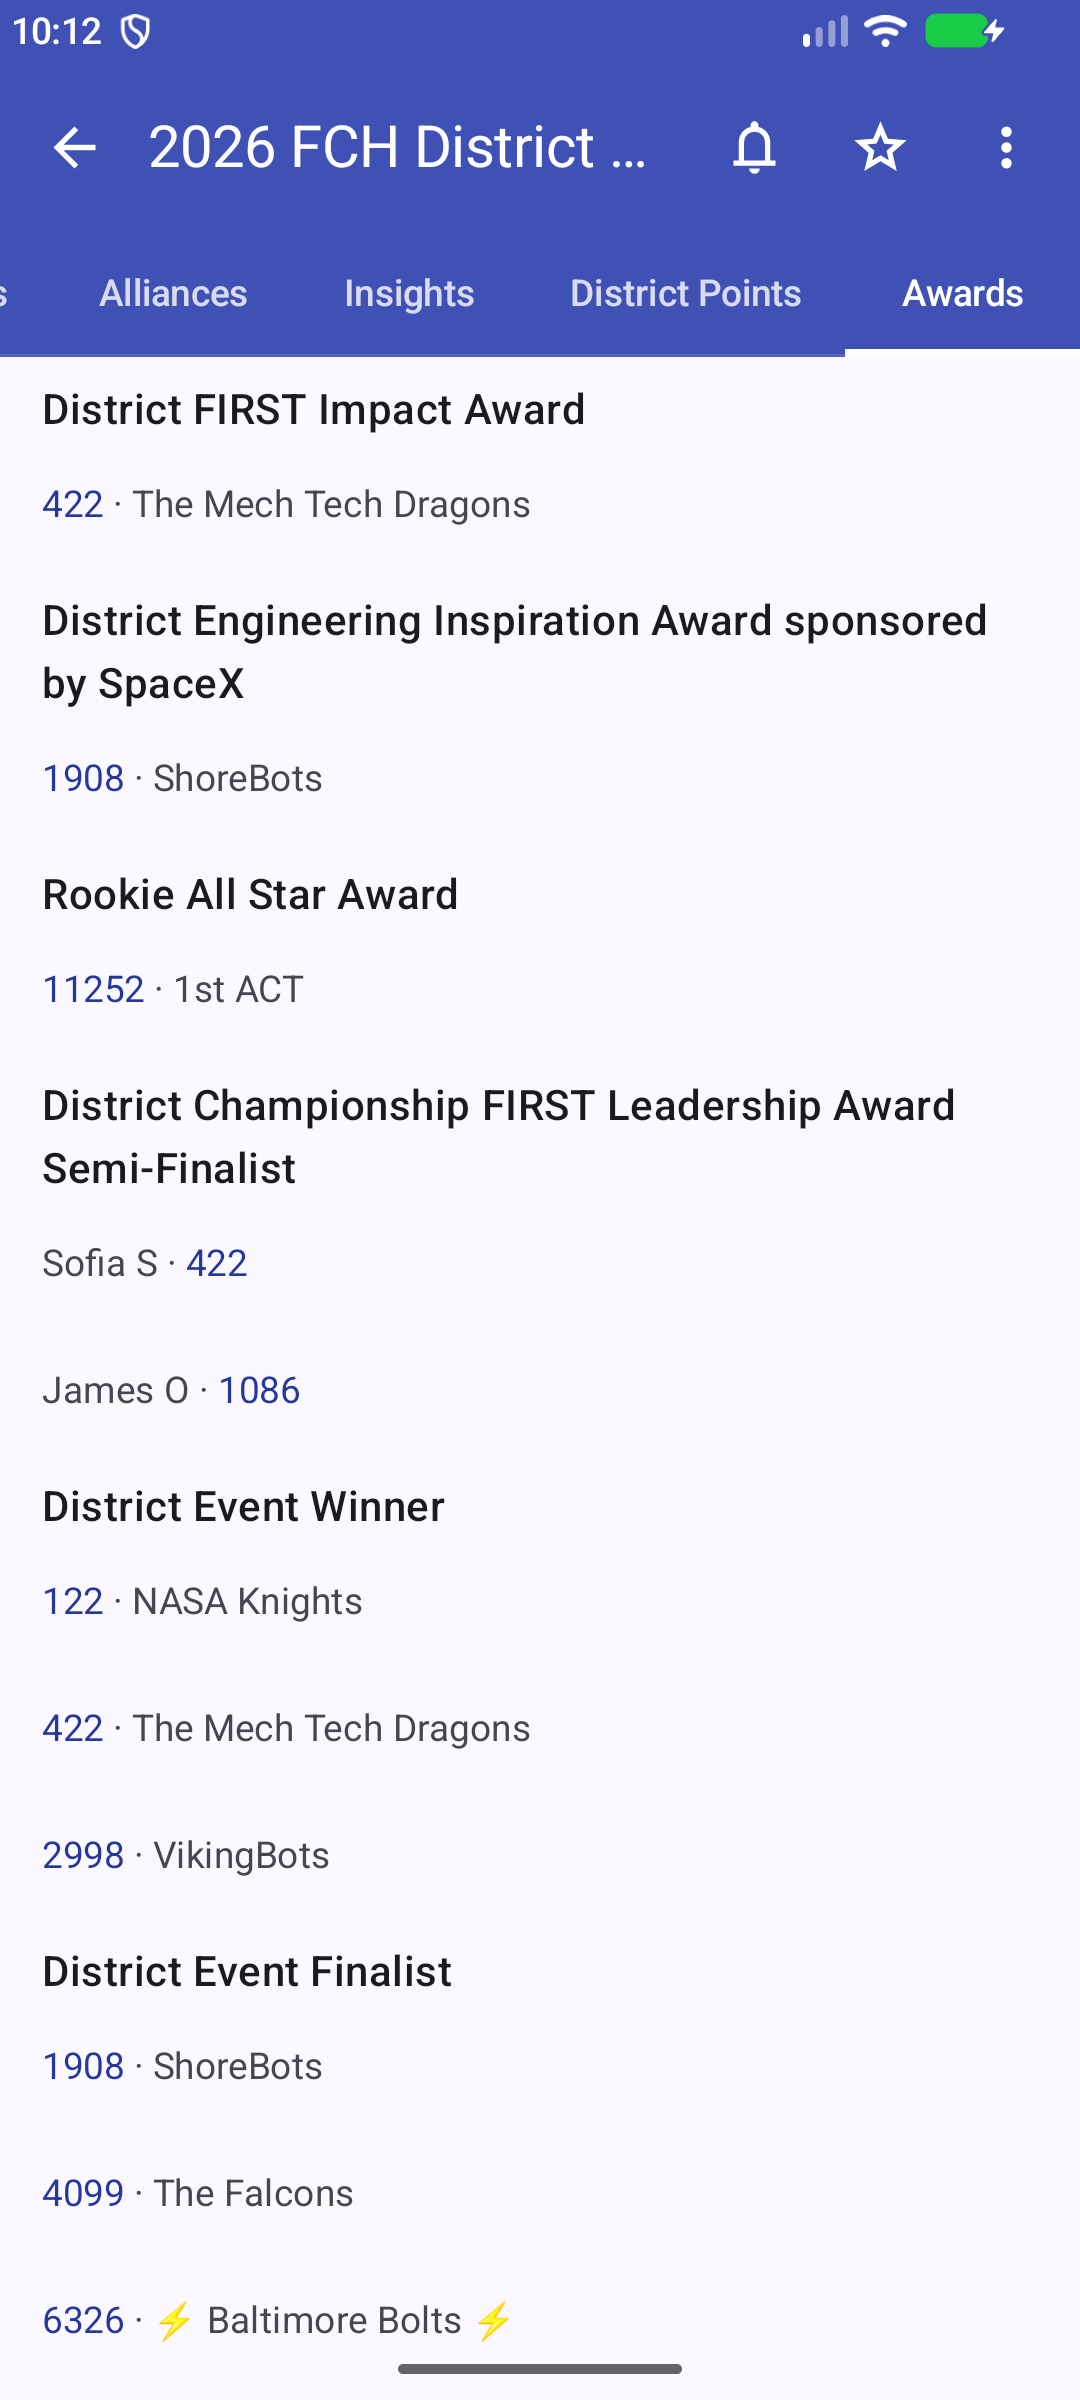 10:12
2026 FCH District ...
s
Alliances
Insights
District Points
Awards
District FIRST Impact Award
422 · The Mech Tech Dragons
District Engineering Inspiration Award sponsored
by SpaceX
1908 · ShoreBots
Rookie All Star Award
11252 · 1st ACT
District Championship FIRST Leadership Award
Semi-Finalist
Sofia S · 422
James O · 1086
District Event Winner
122 · NASA Knights
422 · The Mech Tech Dragons
2998 · VikingBots
District Event Finalist
1908 · ShoreBots
4099 · The Falcons
6326 · ⚡ Baltimore Bolts ⚡